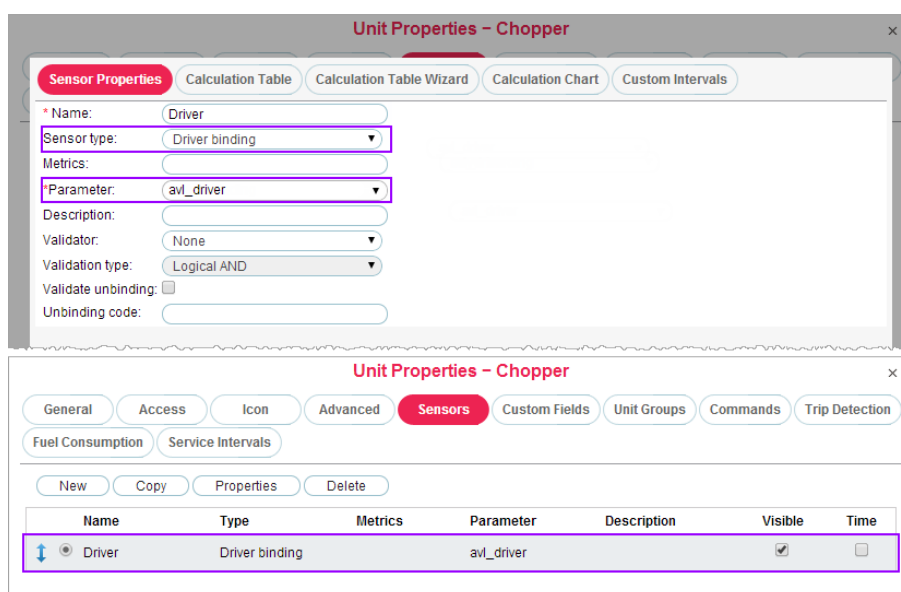 Unit Properties – Chopper ×
Sensor Properties Calculation Table Calculation Table Wizard Calculation Chart Custom Intervals
* Name: Driver
Sensor type: Driver binding
Metrics:
*Parameter: avl_driver
Description:
Validator: None
Validation type: Logical AND
Validate unbinding:
Unbinding code:
Unit Properties – Chopper ×
General Access Icon Advanced Sensors Custom Fields Unit Groups Commands Trip Detection
Fuel Consumption Service Intervals
New Copy Properties Delete
Name Type Metrics Parameter Description Visible Time
Driver Driver binding avl_driver